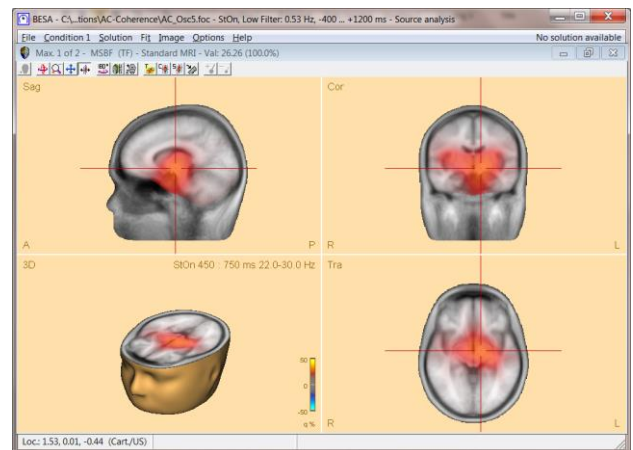 BESA - C:\...tions\AC-Coherence\AC_Osc5.foc - StOn, Low Filter: 0.53 Hz, -400 ... +1200 ms - Source analysis
File Condition 1 Solution Fit Image Options Help No solution available
Max. 1 of 2 - MSBF (TF) - Standard MRI - Val: 26.26 (100.0%)
Sag
Cor
A P
R L
3D StOn 450 : 750 ms 22.0-30.0 Hz
Tra
50
0
-50
q%
R L
Loc.: 1.53, 0.01, -0.44 (Cart./US)